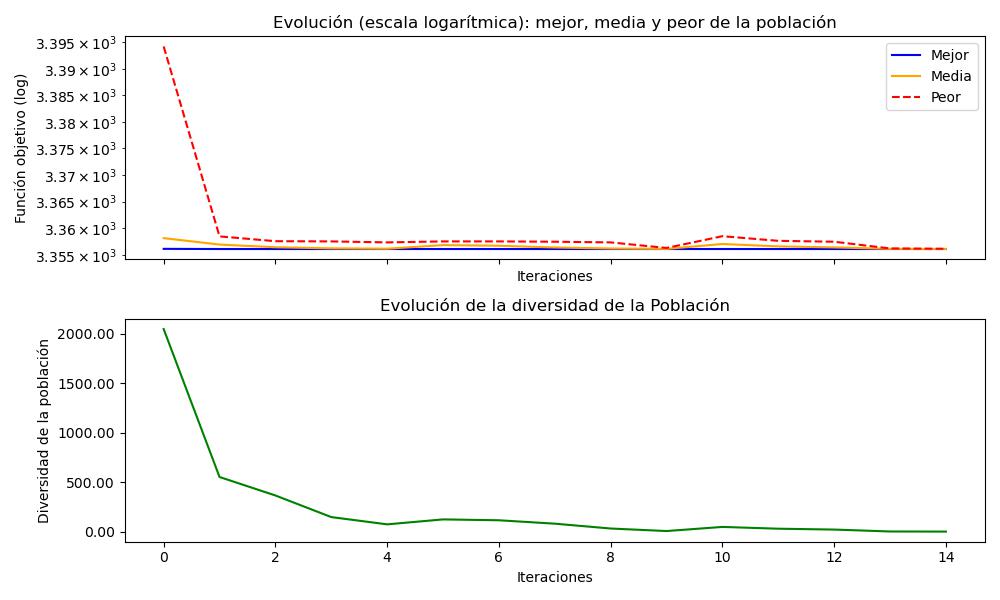 Evolución (escala logarítmica): mejor, media y peor de la población
3.395 × 10³
3.39 × 10³
3.385 × 10³
3.38 × 10³
3.375 × 10³
3.37 × 10³
3.365 × 10³
3.36 × 10³
3.355 × 10³
Función objetivo (log)
Mejor
Media
Peor
Iteraciones
Evolución de la diversidad de la Población
2000.00
1500.00
1000.00
500.00
0.00
Diversidad de la población
0 2 4 6 8 10 12 14
Iteraciones